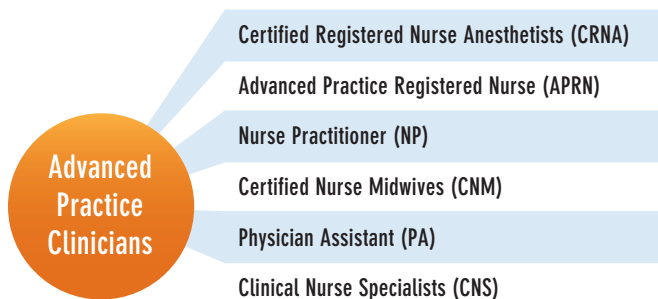 Certified Registered Nurse Anesthetists (CRNA)
Advanced Practice Registered Nurse (APRN)
Nurse Practitioner (NP)
Certified Nurse Midwives (CNM)
Physician Assistant (PA)
Clinical Nurse Specialists (CNS)
Advanced
Practice
Clinicians